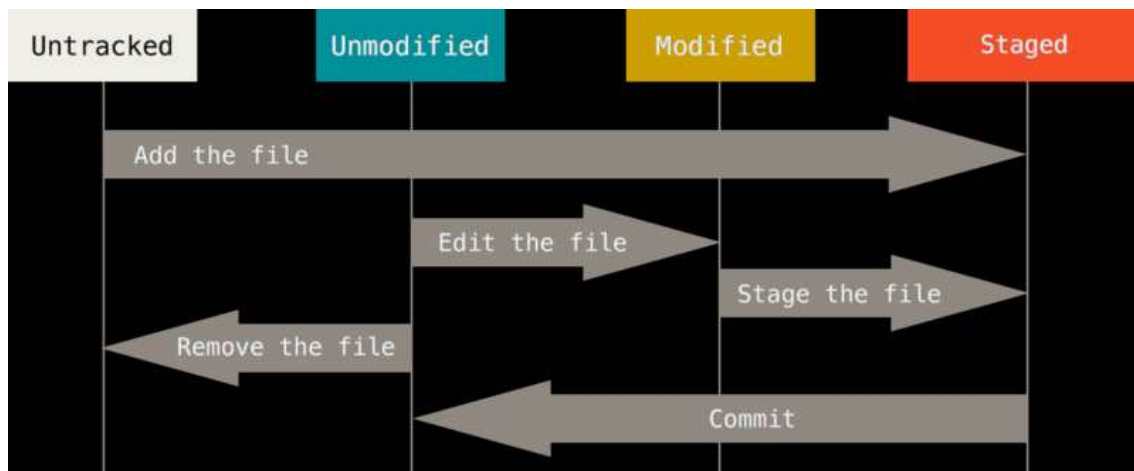 Untracked
Unmodified
Modified
Staged
Add the file
Edit the file
Stage the file
Remove the file
Commit